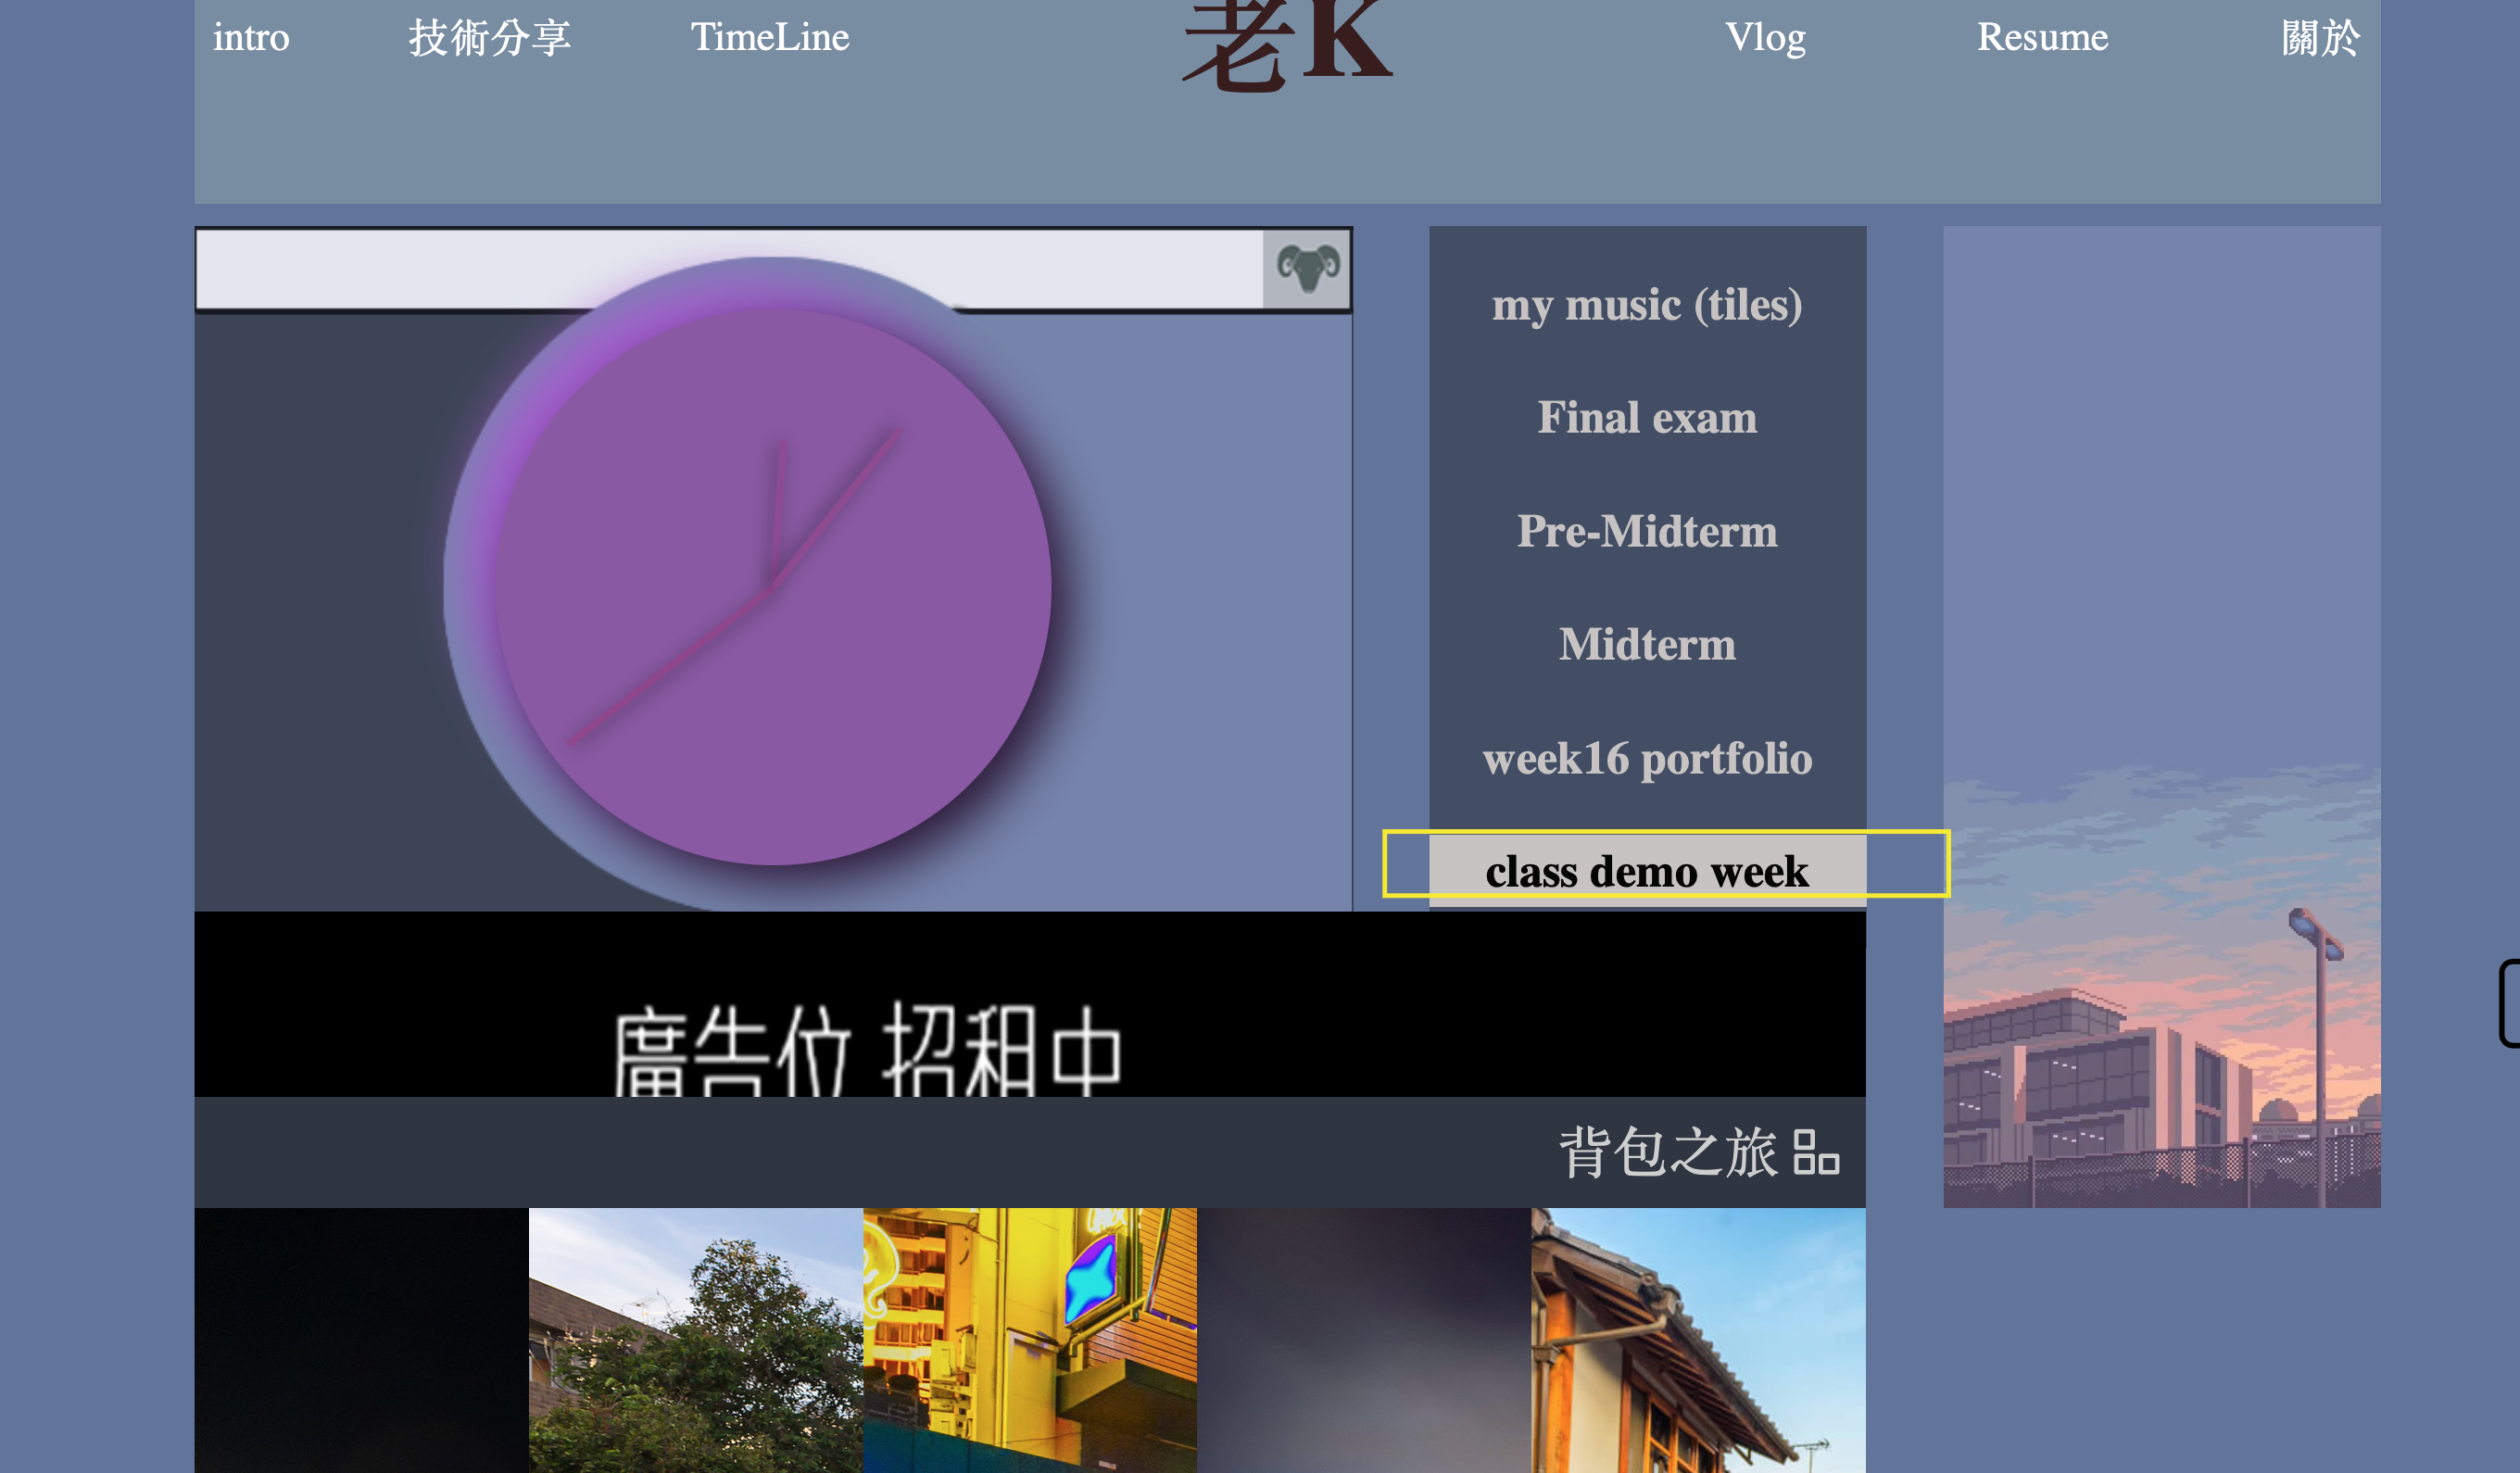 intro
技術分享
TimeLine
老K
Vlog
Resume
關於
my music (tiles)
Final exam
Pre-Midterm
Midterm
week16 portfolio
class demo week
廣告位 招租中
背包之旅